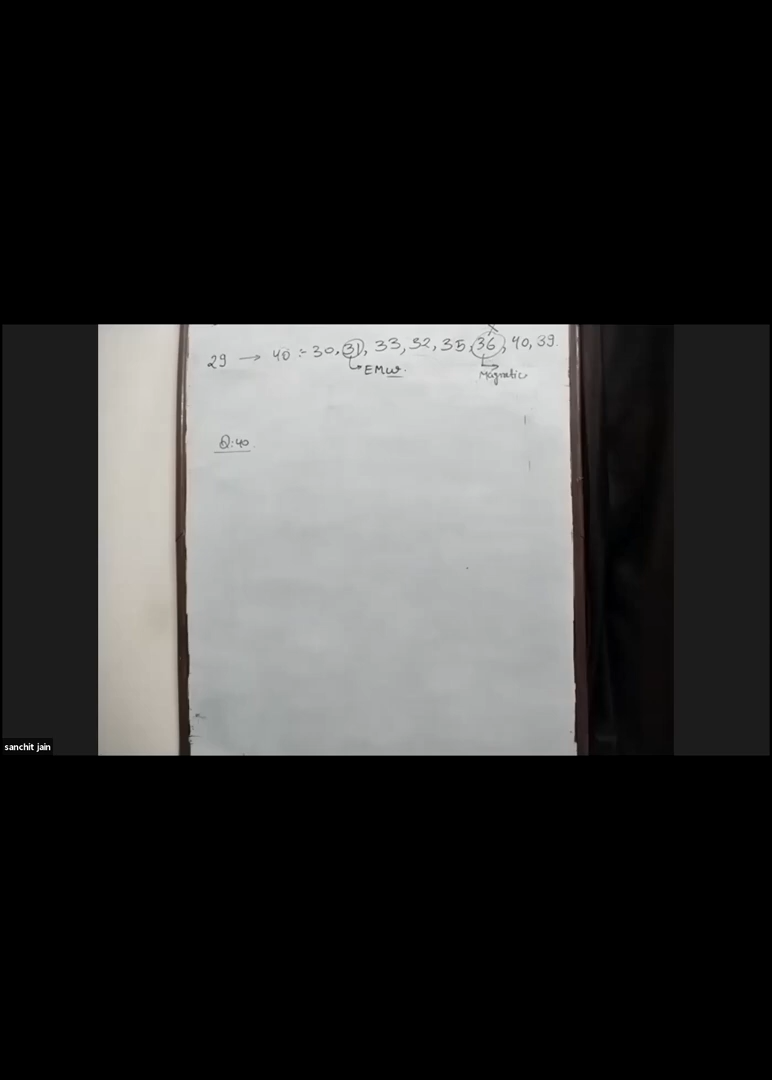 29 → 40 :- 30, 31, 33, 32, 35, 36, 40, 39.
↳ EMW.
↳ Magnetic
Q:40.
sanchit jain